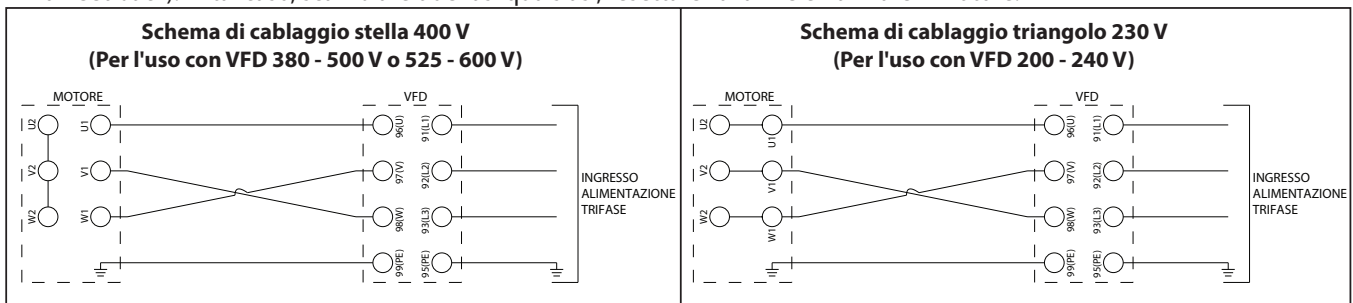 Schema di cablaggio stella 400 V
(Per l'uso con VFD 380 - 500 V o 525 - 600 V)
MOTORE
VFD
U2
U1
96(U)
91(L1)
V2
V1
97(V)
92(L2)
W2
W1
98(W)
93(L3)
99(PE)
95(PE)
INGRESSO
ALIMENTAZIONE
TRIFASE
Schema di cablaggio triangolo 230 V
(Per l'uso con VFD 200 - 240 V)
MOTORE
VFD
U2
U1
96(U)
91(L1)
V2
V1
97(V)
92(L2)
W2
W1
98(W)
93(L3)
99(PE)
95(PE)
INGRESSO
ALIMENTAZIONE
TRIFASE